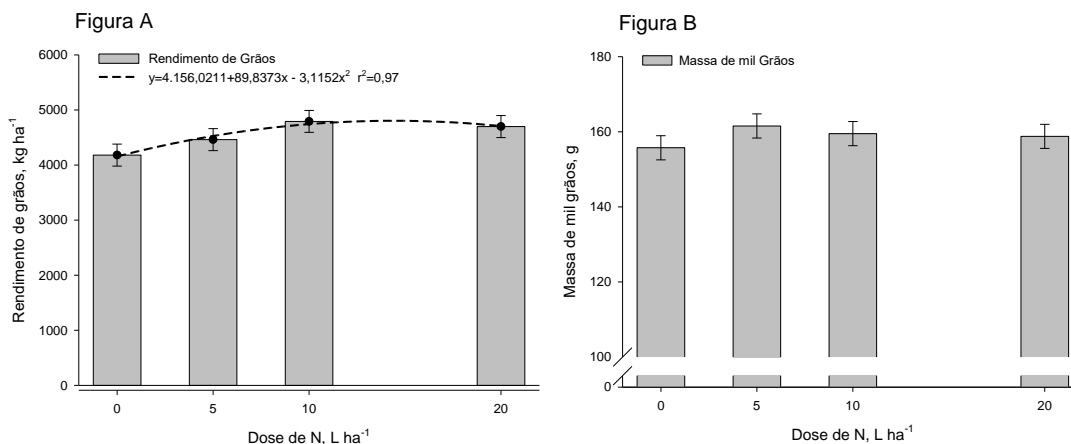 Figura A
Rendimento de Grãos
y=4.156,0211+89,8373x - 3,1152x² r²=0,97
Rendimento de grãos, kg ha⁻¹
6000
5000
4000
3000
2000
1000
0
0 5 10 20
Dose de N, L ha⁻¹
Figura B
Massa de mil Grãos
Massa de mil grãos, g
180
160
140
120
100
0
0 5 10 20
Dose de N, L ha⁻¹